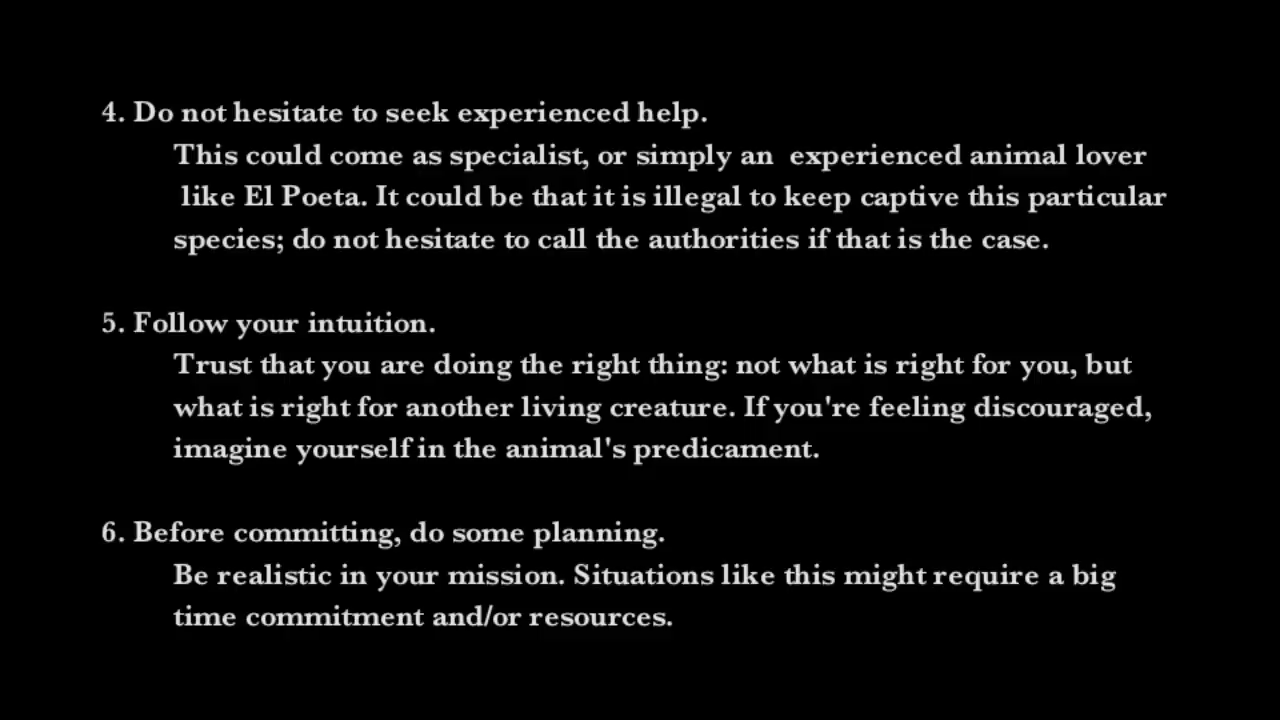 4. Do not hesitate to seek experienced help.
This could come as specialist, or simply an  experienced animal lover
like El Poeta. It could be that it is illegal to keep captive this particular
species; do not hesitate to call the authorities if that is the case.
5. Follow your intuition.
Trust that you are doing the right thing: not what is right for you, but
what is right for another living creature. If you're feeling discouraged,
imagine yourself in the animal's predicament.
6. Before committing, do some planning.
Be realistic in your mission. Situations like this might require a big
time commitment and/or resources.